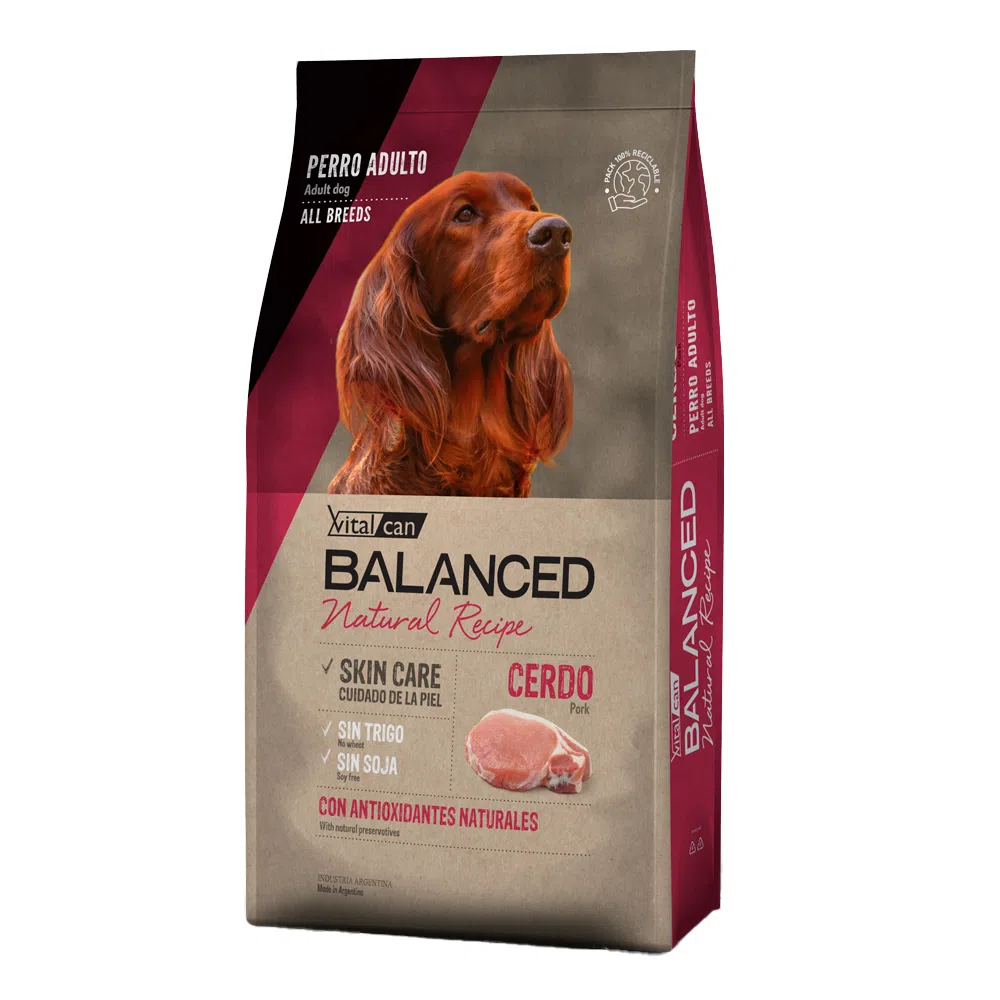 PERRO ADULTO
Adult dog
ALL BREEDS
PACK 100% RECICLABLE
vital can
BALANCED
Natural Recipe
SKIN CARE
CUIDADO DE LA PIEL
SIN TRIGO
No wheat
SIN SOJA
Soy free
CERDO
Pork
CON ANTIOXIDANTES NATURALES
With natural preservatives
INDUSTRIA ARGENTINA
Made in Argentina
PERRO ADULTO
Adult dog
ALL BREEDS
vital can
BALANCED
Natural Recipe